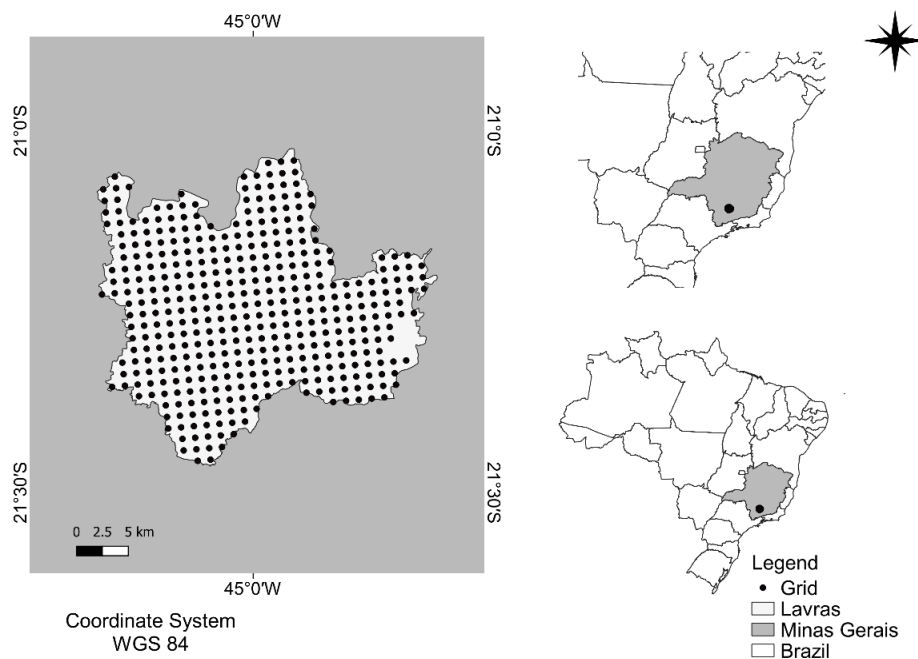 45°0'W
21°0'S
21°0'S
21°30'S
21°30'S
0 2.5 5 km
45°0'W
Coordinate System
WGS 84
Legend
Grid
Lavras
Minas Gerais
Brazil